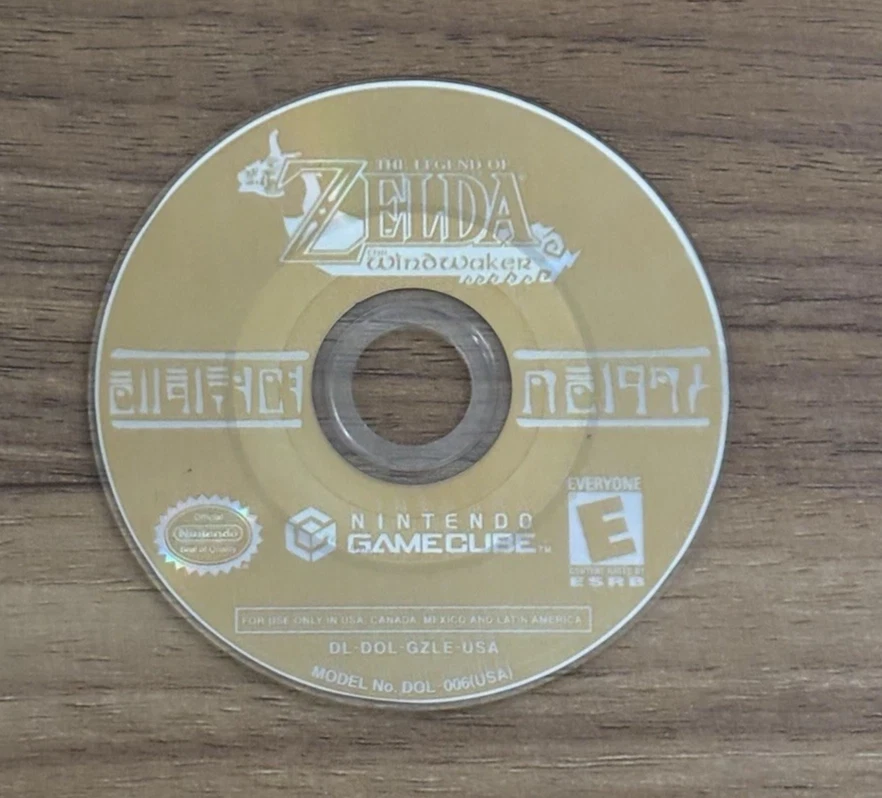 THE LEGEND OF
ZELDA
THE
WINDWAKER
Official
Nintendo
Seal of Quality
NINTENDO
GAMECUBE™
EVERYONE
E
CONTENT RATED BY
ESRB
FOR USE ONLY IN USA, CANADA, MEXICO AND LATIN AMERICA
DL-DOL-GZLE-USA
MODEL No. DOL-006(USA)